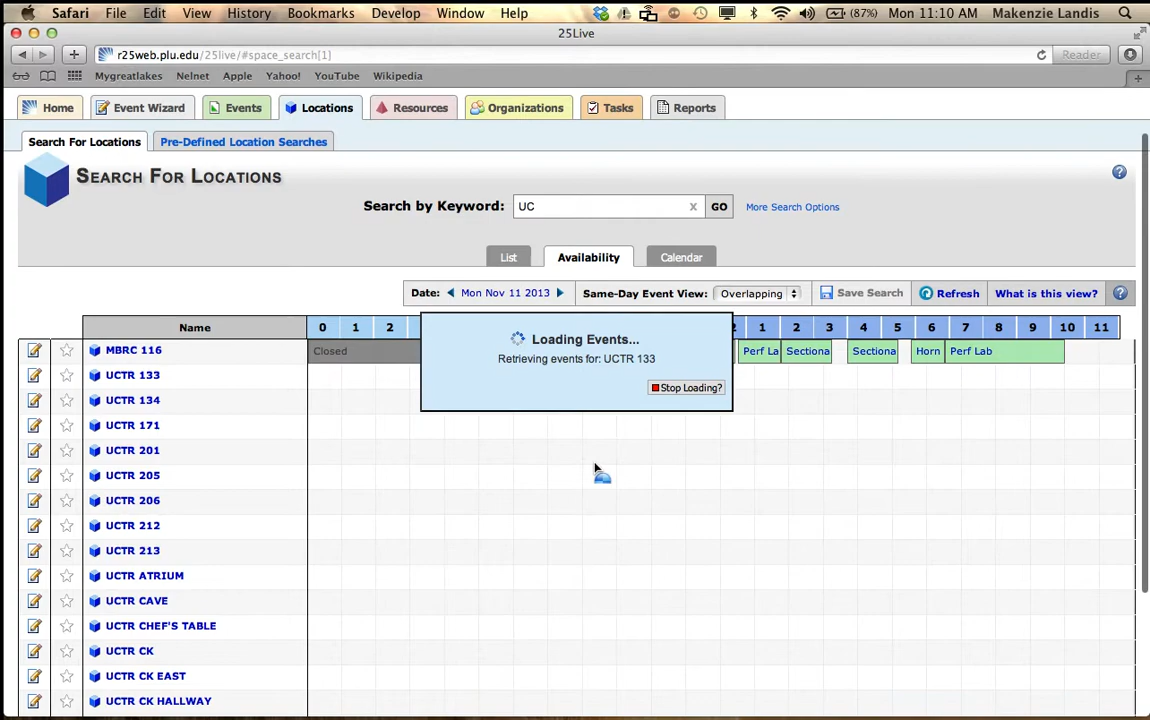 Safari File Edit View History Bookmarks Develop Window Help (87%) Mon 11:10 AM Makenzie Landis
25Live
r25web.plu.edu/25live/#space_search[1] Reader
Mygreatlakes Nelnet Apple Yahoo! YouTube Wikipedia
Home Event Wizard Events Locations Resources Organizations Tasks Reports
Search For Locations Pre-Defined Location Searches
SEARCH FOR LOCATIONS
Search by Keyword: UC x GO More Search Options
List Availability Calendar
Date: Mon Nov 11 2013 Same-Day Event View: Overlapping Save Search Refresh What is this view?
Name 0 1 2 1 2 3 4 5 6 7 8 9 10 11
MBRC 116 Closed Perf La Sectiona Sectiona Horn Perf Lab
Loading Events...
Retrieving events for: UCTR 133
Stop Loading?
UCTR 133
UCTR 134
UCTR 171
UCTR 201
UCTR 205
UCTR 206
UCTR 212
UCTR 213
UCTR ATRIUM
UCTR CAVE
UCTR CHEF'S TABLE
UCTR CK
UCTR CK EAST
UCTR CK HALLWAY